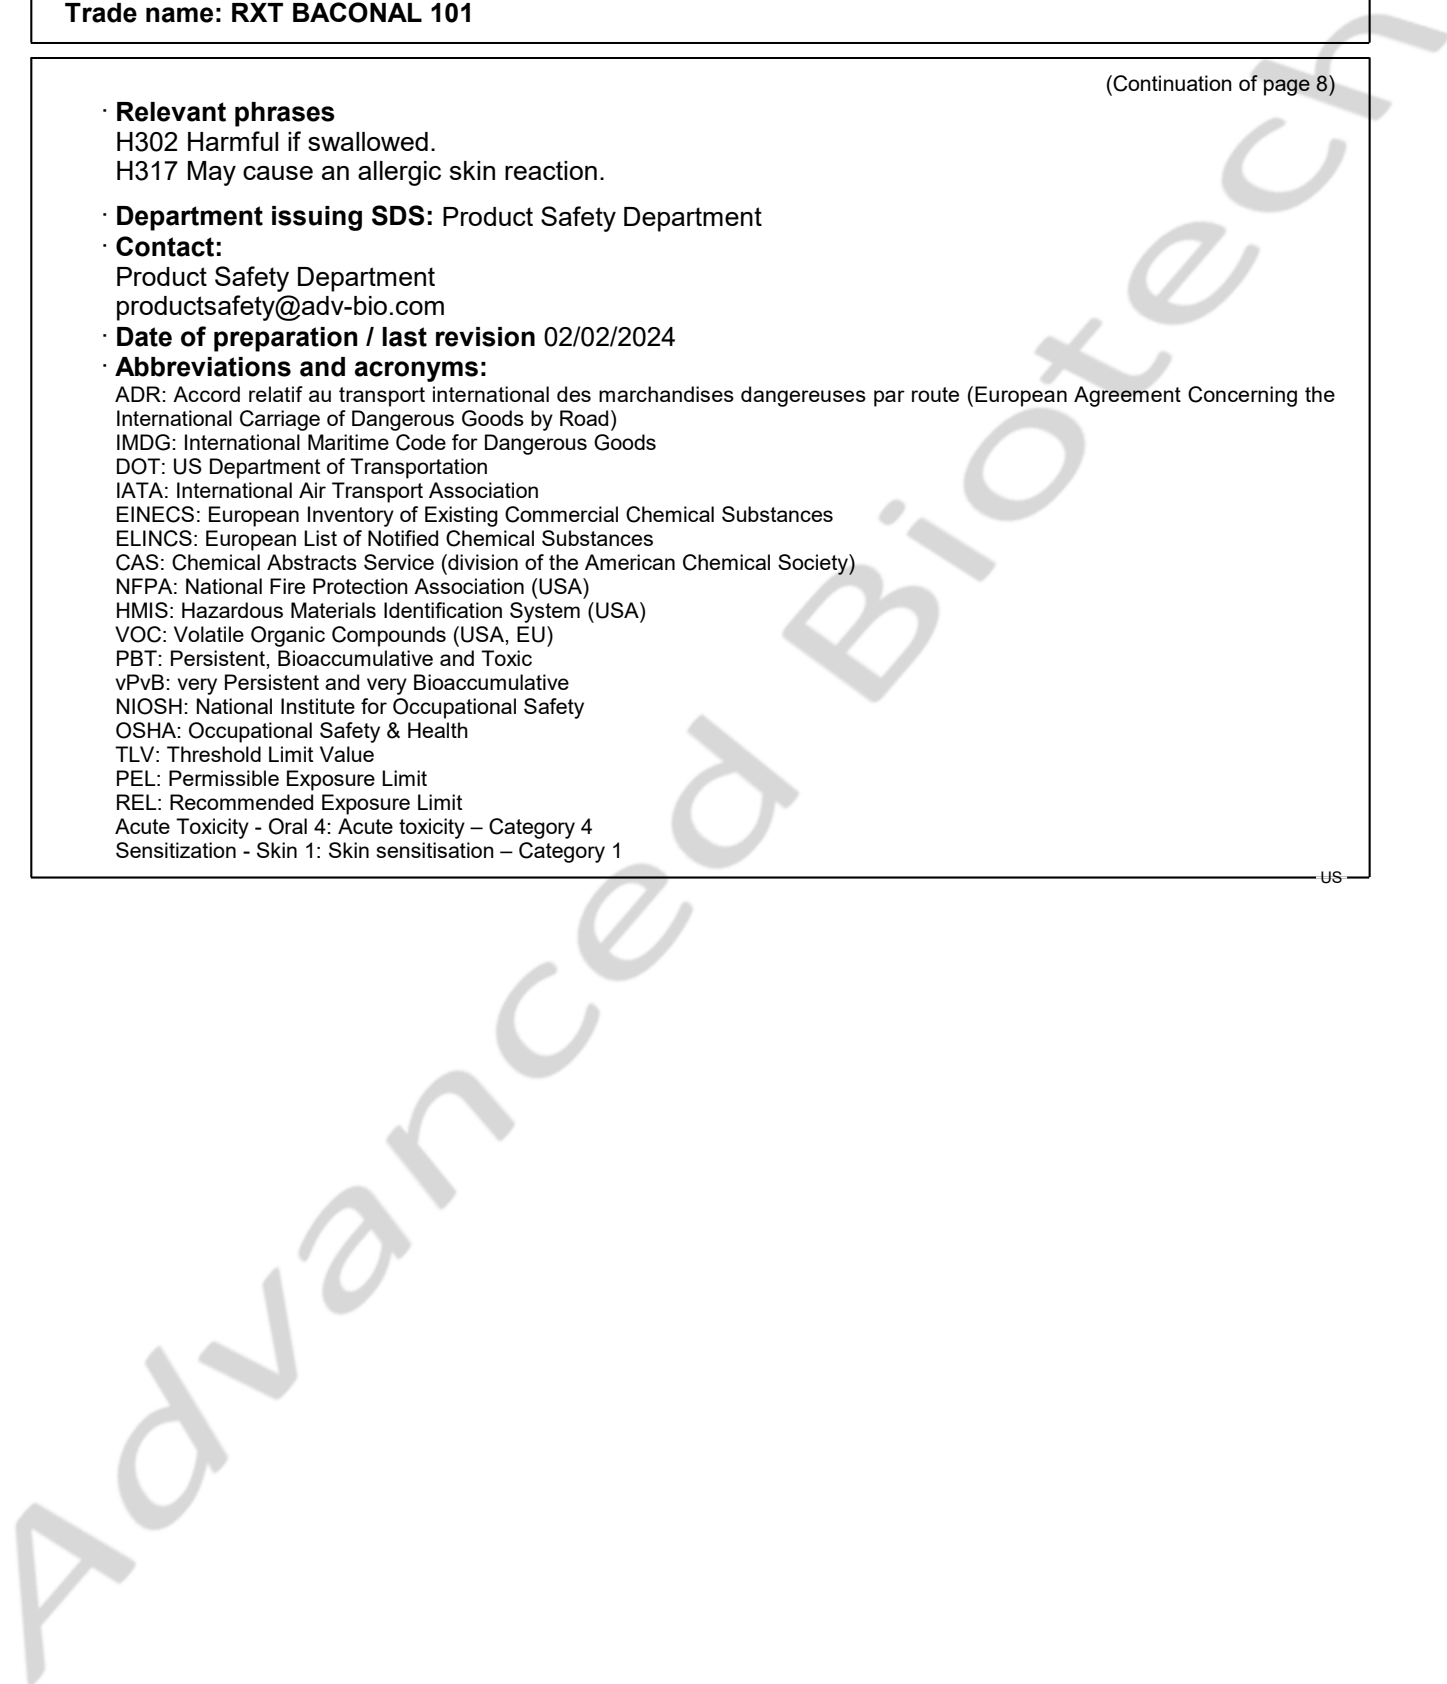 Trade name: RXT BACONAL 101
(Continuation of page 8)
· Relevant phrases
H302 Harmful if swallowed.
H317 May cause an allergic skin reaction.
· Department issuing SDS: Product Safety Department
· Contact:
Product Safety Department
productsafety@adv-bio.com
· Date of preparation / last revision 02/02/2024
· Abbreviations and acronyms:
ADR: Accord relatif au transport international des marchandises dangereuses par route (European Agreement Concerning the
International Carriage of Dangerous Goods by Road)
IMDG: International Maritime Code for Dangerous Goods
DOT: US Department of Transportation
IATA: International Air Transport Association
EINECS: European Inventory of Existing Commercial Chemical Substances
ELINCS: European List of Notified Chemical Substances
CAS: Chemical Abstracts Service (division of the American Chemical Society)
NFPA: National Fire Protection Association (USA)
HMIS: Hazardous Materials Identification System (USA)
VOC: Volatile Organic Compounds (USA, EU)
PBT: Persistent, Bioaccumulative and Toxic
vPvB: very Persistent and very Bioaccumulative
NIOSH: National Institute for Occupational Safety
OSHA: Occupational Safety & Health
TLV: Threshold Limit Value
PEL: Permissible Exposure Limit
REL: Recommended Exposure Limit
Acute Toxicity - Oral 4: Acute toxicity – Category 4
Sensitization - Skin 1: Skin sensitisation – Category 1
US
Advanced Biotech